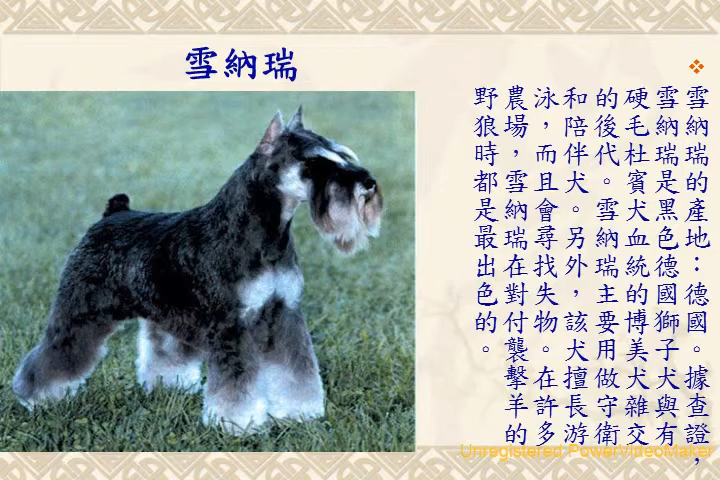 雪納瑞
雪納瑞的產地：德國。據查證，
雪納瑞是黑色德國獅子犬與有
硬毛杜賓犬血統的博美犬雜交
的後代。雪納瑞主要用做守衛
和陪伴犬。另外，該犬擅長游
泳，而且會尋找失物。在許多
農場，雪納瑞在對付襲擊羊的
野狼時都是最出色的。
Unregistered PowerVideoMaker